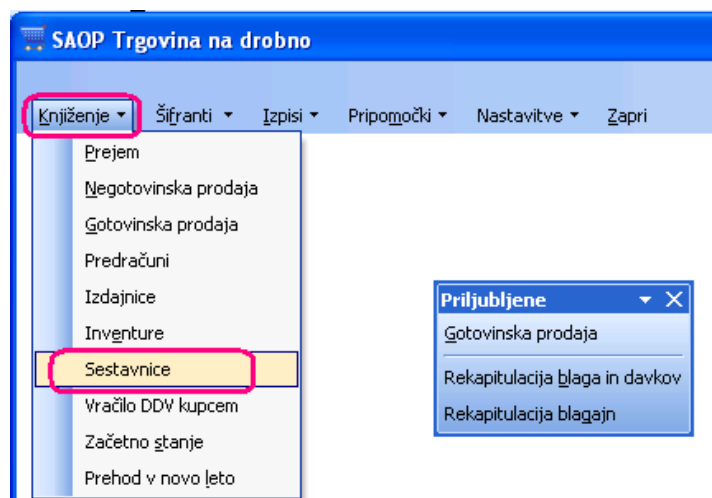 SAOP Trgovina na drobno
Knjiženje Šifranti Izpisi Pripomočki Nastavitve Zapri
Prejem
Negotovinska prodaja
Gotovinska prodaja
Predračuni
Izdajnice
Inventure
Sestavnice
Vračilo DDV kupcem
Začetno stanje
Prehod v novo leto
Priljubljene
Gotovinska prodaja
Rekapitulacija blaga in davkov
Rekapitulacija blagajn